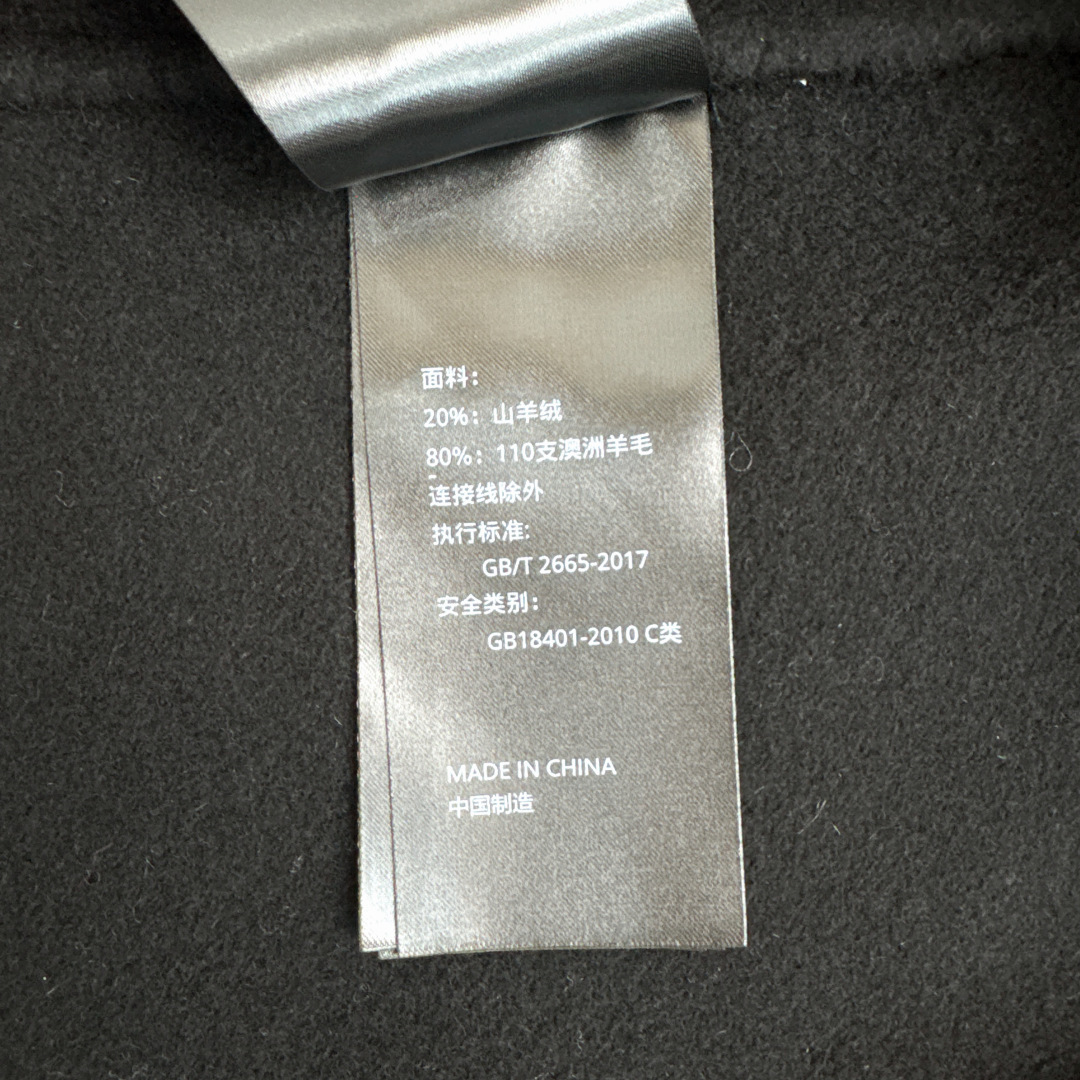 面料：
20%：山羊绒
80%：110支澳洲羊毛
连接线除外
执行标准:
GB/T 2665-2017
安全类别：
GB18401-2010 C类
MADE IN CHINA
中国制造